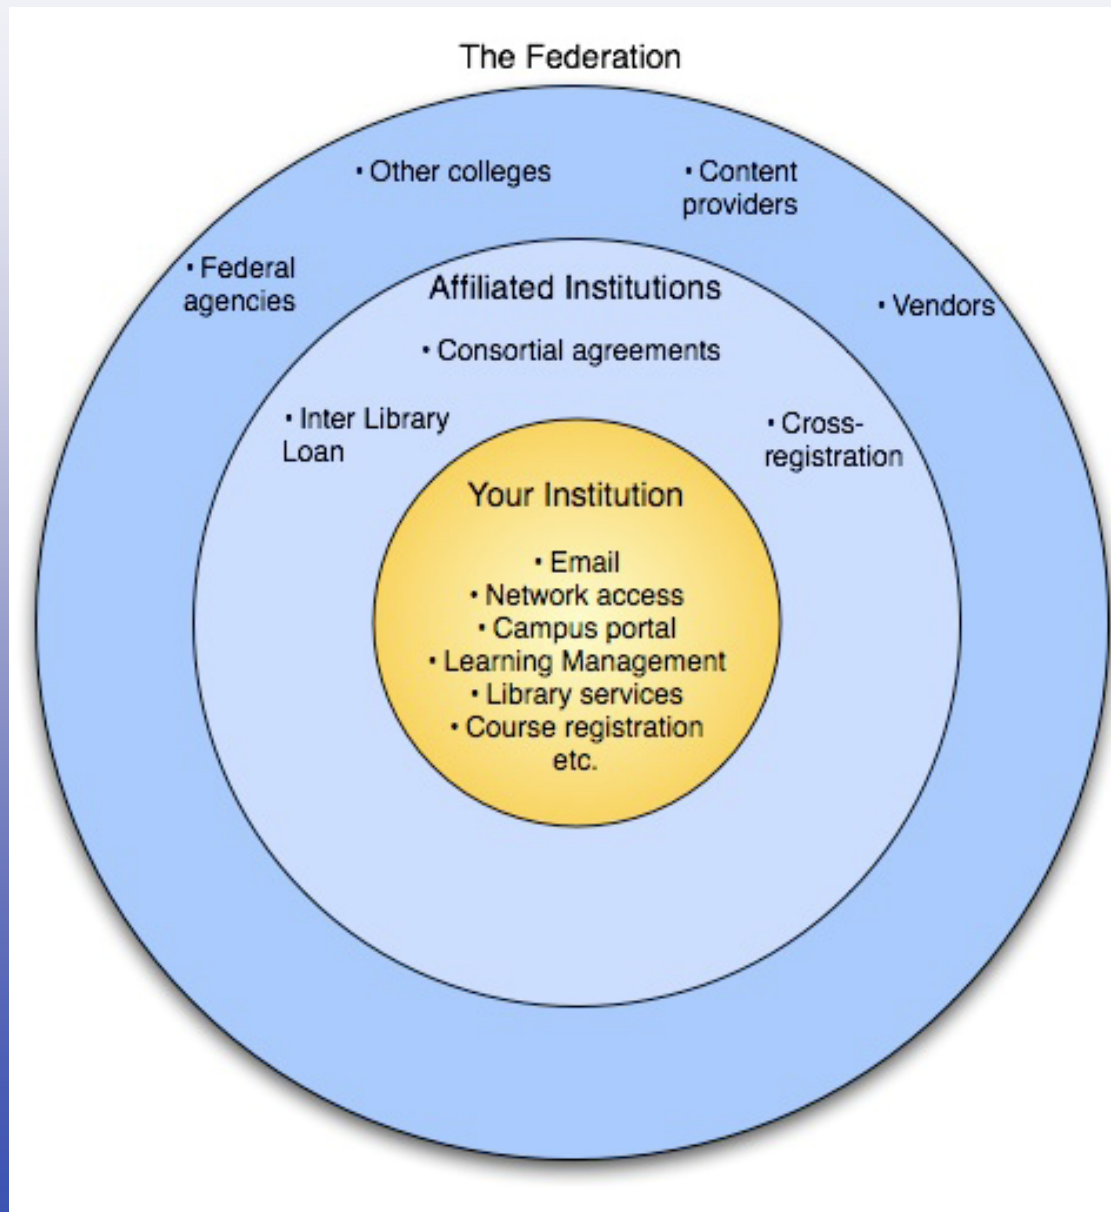 The Federation
• Other colleges
• Content
providers
• Federal
agencies
Affiliated Institutions
• Vendors
• Consortial agreements
• Inter Library
Loan
• Cross-
registration
Your Institution
• Email
• Network access
• Campus portal
• Learning Management
• Library services
• Course registration
etc.